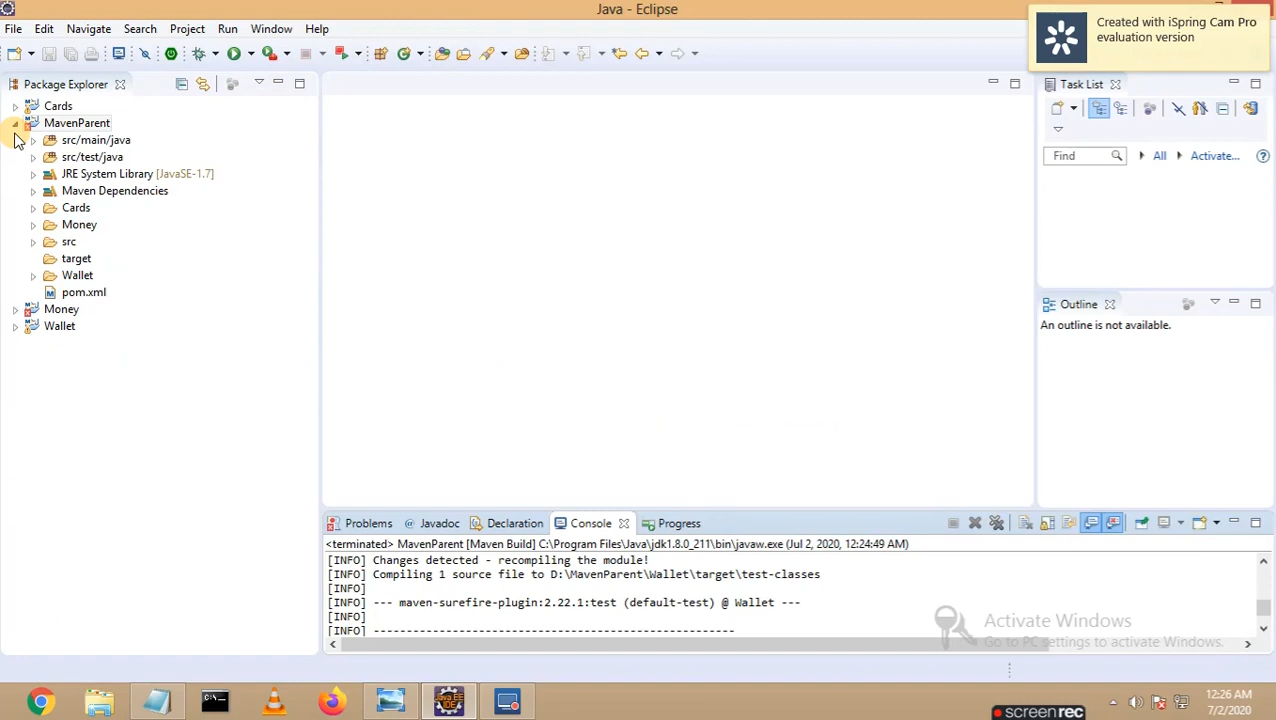 Java - Eclipse
File Edit Navigate Search Project Run Window Help
Created with iSpring Cam Pro
evaluation version
Package Explorer
Cards
MavenParent
src/main/java
src/test/java
JRE System Library [JavaSE-1.7]
Maven Dependencies
Cards
Money
src
target
Wallet
pom.xml
Money
Wallet
Task List
Find All Activate...
Outline
An outline is not available.
Problems Javadoc Declaration Console Progress
<terminated> MavenParent [Maven Build] C:\Program Files\Java\jdk1.8.0_211\bin\javaw.exe (Jul 2, 2020, 12:24:49 AM)
[INFO] Changes detected - recompiling the module!
[INFO] Compiling 1 source file to D:\MavenParent\Wallet\target\test-classes
[INFO]
[INFO] --- maven-surefire-plugin:2.22.1:test (default-test) @ Wallet ---
[INFO]
[INFO] -------------------------------------------------------
Activate Windows
Go to PC settings to activate Windows.
Java EE
IDE
12:26 AM
7/2/2020
screenrec